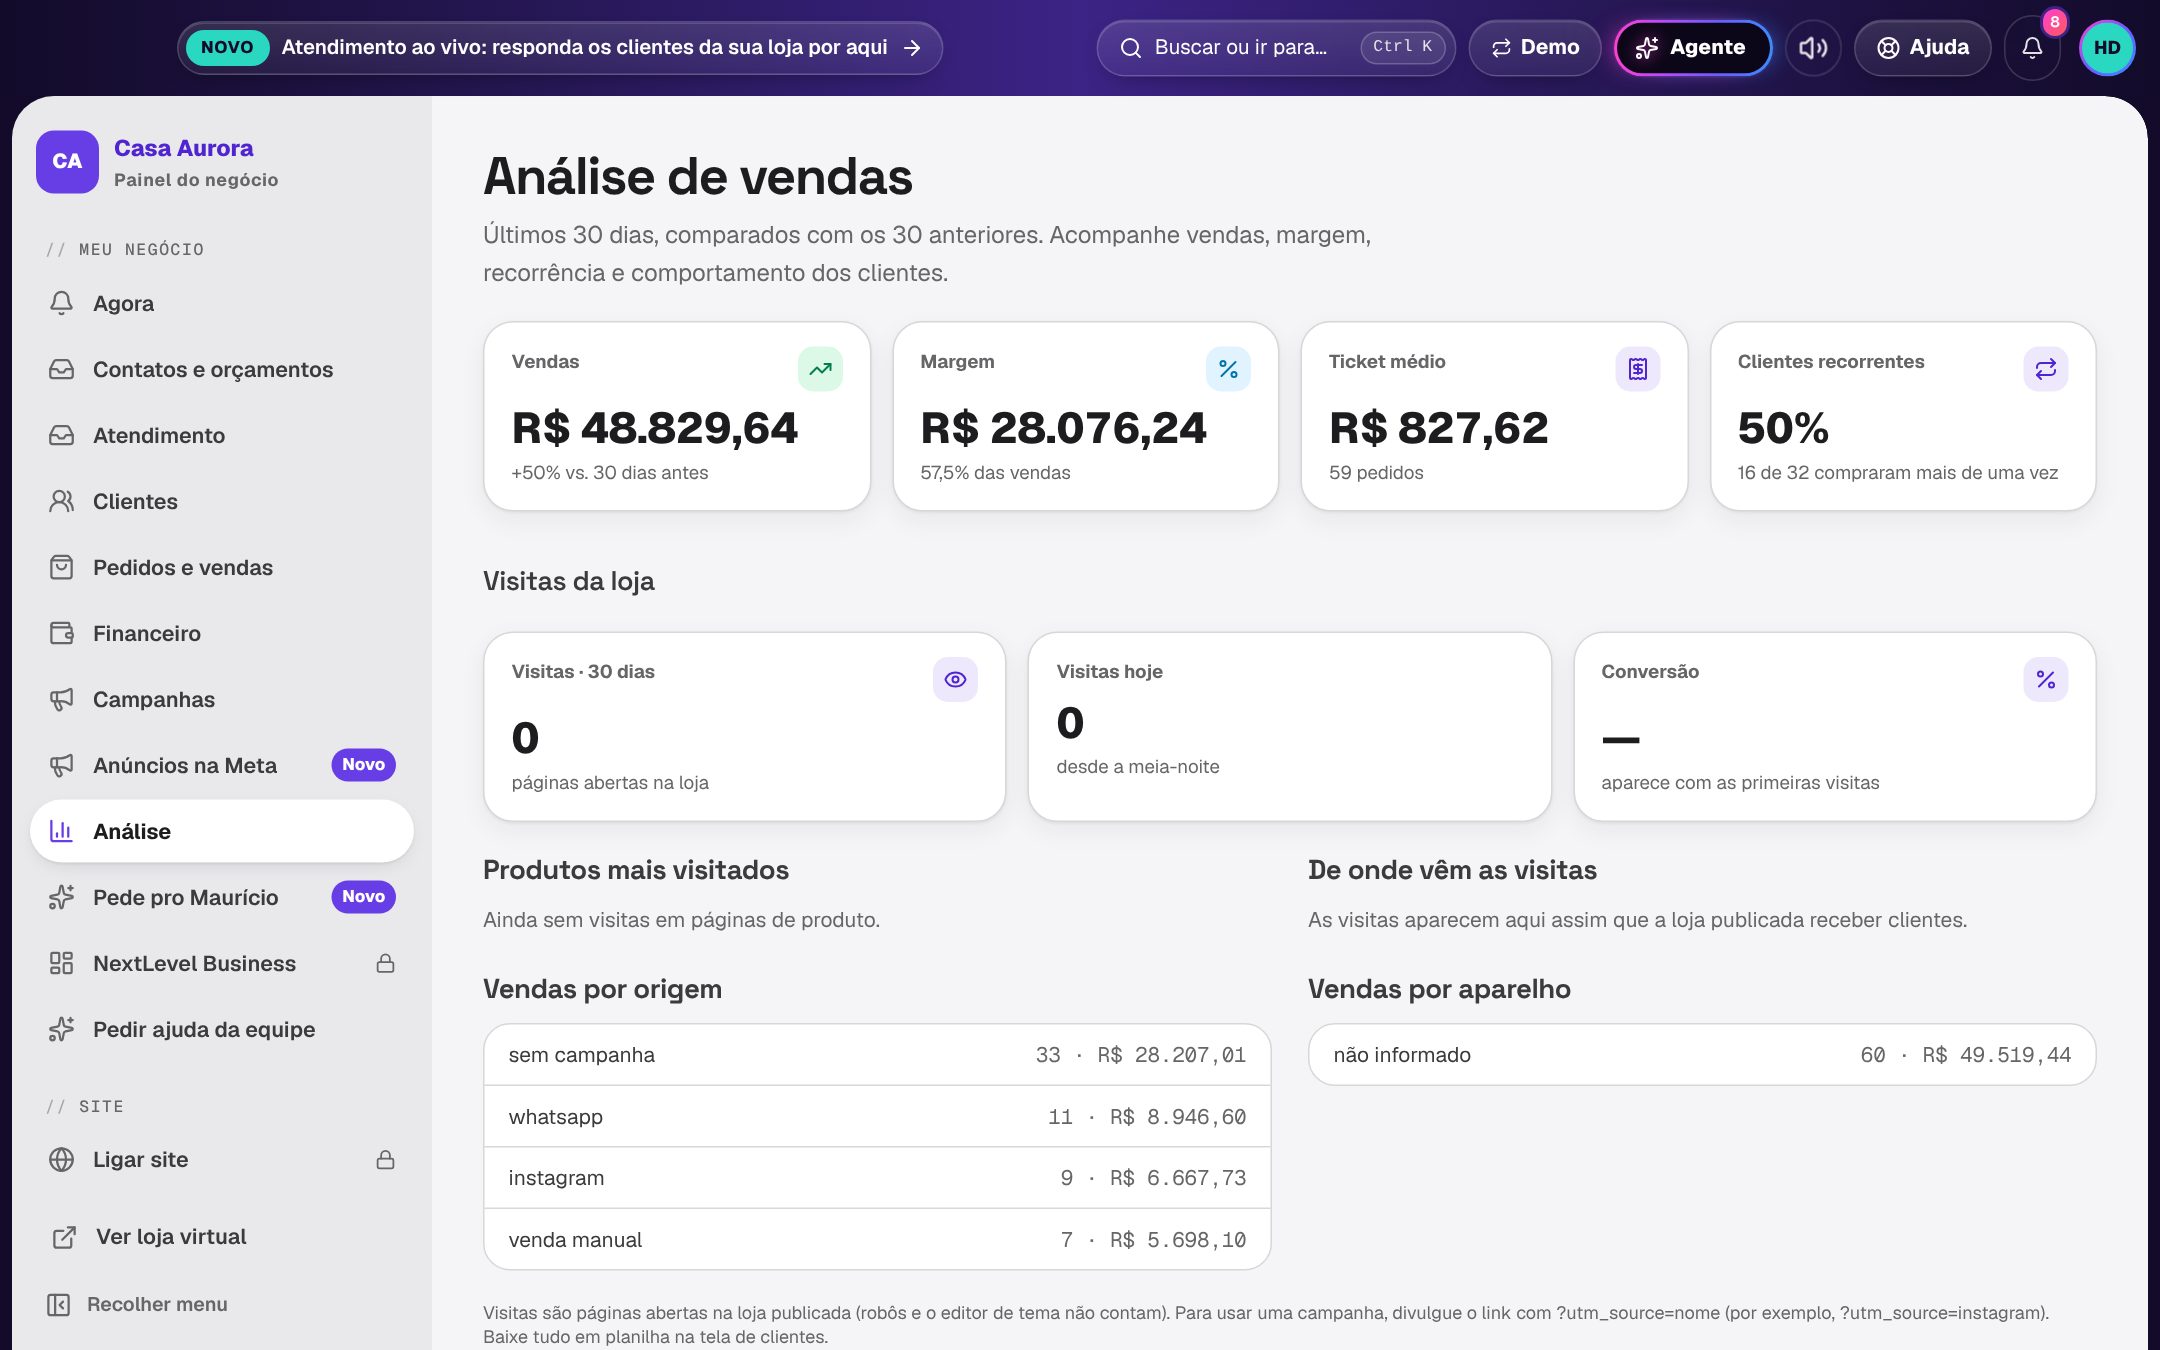 NOVO Atendimento ao vivo: responda os clientes da sua loja por aqui →
Buscar ou ir para... Ctrl K
Demo
Agente
Ajuda
8
HD
CA
Casa Aurora
Painel do negócio
// MEU NEGÓCIO
Agora
Contatos e orçamentos
Atendimento
Clientes
Pedidos e vendas
Financeiro
Campanhas
Anúncios na Meta Novo
Análise
Pede pro Maurício Novo
NextLevel Business
Pedir ajuda da equipe
// SITE
Ligar site
Ver loja virtual
Recolher menu
Análise de vendas
Últimos 30 dias, comparados com os 30 anteriores. Acompanhe vendas, margem,
recorrência e comportamento dos clientes.
Vendas
R$ 48.829,64
+50% vs. 30 dias antes
Margem
R$ 28.076,24
57,5% das vendas
Ticket médio
R$ 827,62
59 pedidos
Clientes recorrentes
50%
16 de 32 compraram mais de uma vez
Visitas da loja
Visitas · 30 dias
0
páginas abertas na loja
Visitas hoje
0
desde a meia-noite
Conversão
—
aparece com as primeiras visitas
Produtos mais visitados
Ainda sem visitas em páginas de produto.
De onde vêm as visitas
As visitas aparecem aqui assim que a loja publicada receber clientes.
Vendas por origem
sem campanha 33 · R$ 28.207,01
whatsapp 11 · R$ 8.946,60
instagram 9 · R$ 6.667,73
venda manual 7 · R$ 5.698,10
Vendas por aparelho
não informado 60 · R$ 49.519,44
Visitas são páginas abertas na loja publicada (robôs e o editor de tema não contam). Para usar uma campanha, divulgue o link com ?utm_source=nome (por exemplo, ?utm_source=instagram).
Baixe tudo em planilha na tela de clientes.